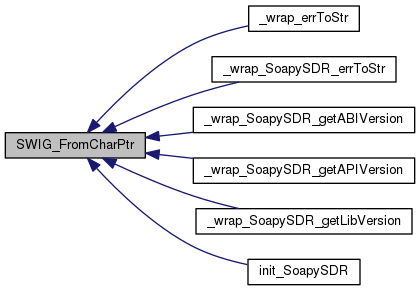 _wrap_errToStr
_wrap_SoapySDR_errToStr
_wrap_SoapySDR_getABIVersion
SWIG_FromCharPtr
_wrap_SoapySDR_getAPIVersion
_wrap_SoapySDR_getLibVersion
init_SoapySDR